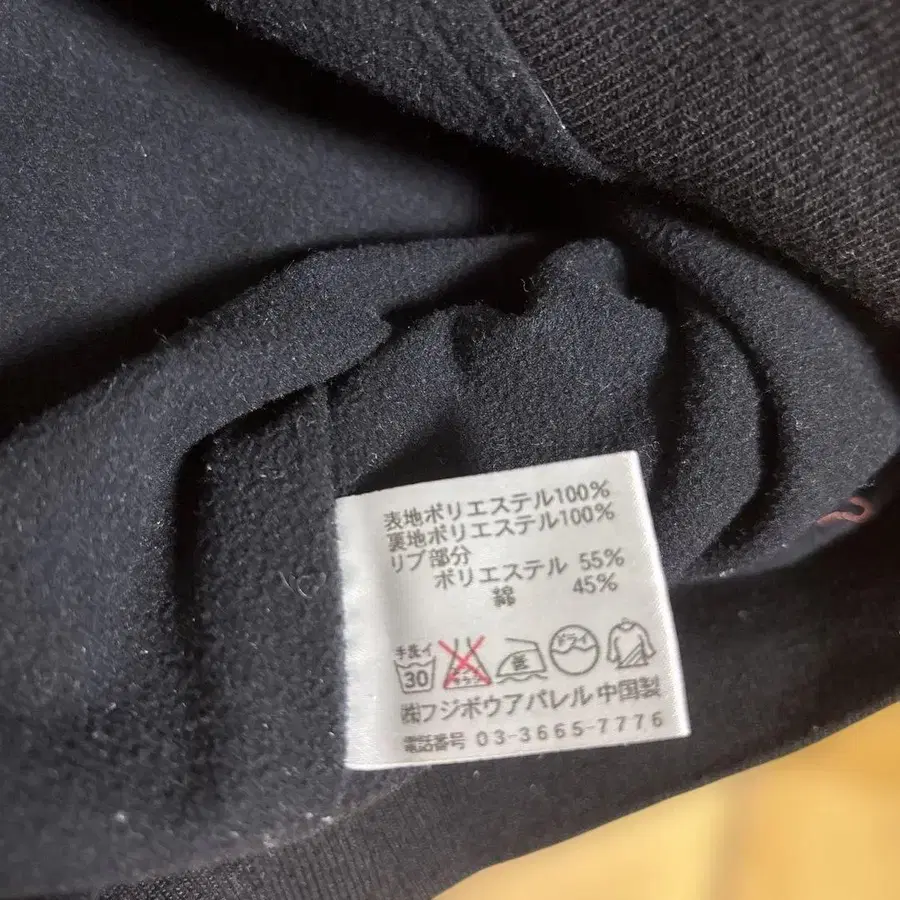 表地ポリエステル100%
裏地ポリエステル100%
リブ部分
ポリエステル 55%
綿 45%
手洗イ
30 ドライ
㈱フジボウアパレル 中国製
電話番号 03-3665-7776